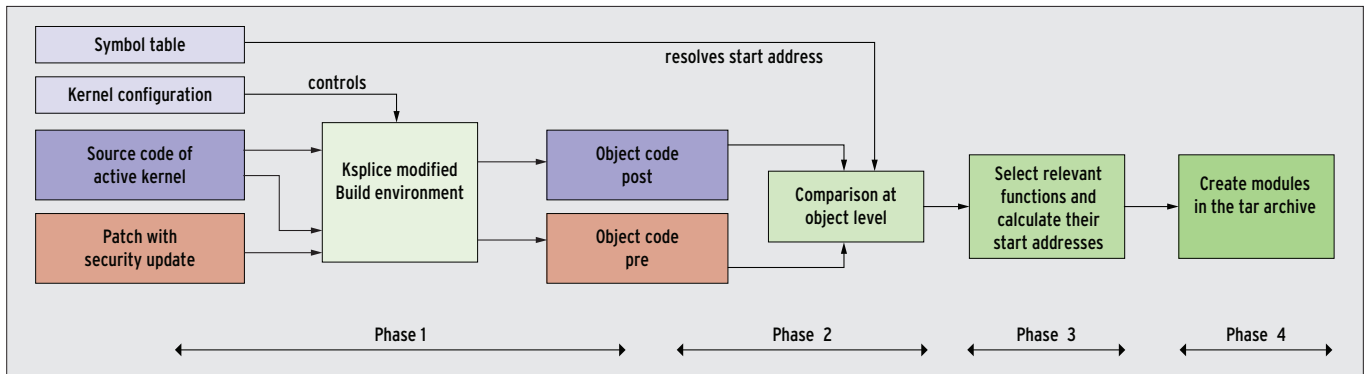 Symbol table
resolves start address
Kernel configuration
controls
Source code of
active kernel
Ksplice modified
Build environment
Object code
post
Comparison at
object level
Select relevant
functions and
calculate their
start addresses
Create modules
in the tar archive
Patch with
security update
Object code
pre
Phase 1
Phase 2
Phase 3
Phase 4